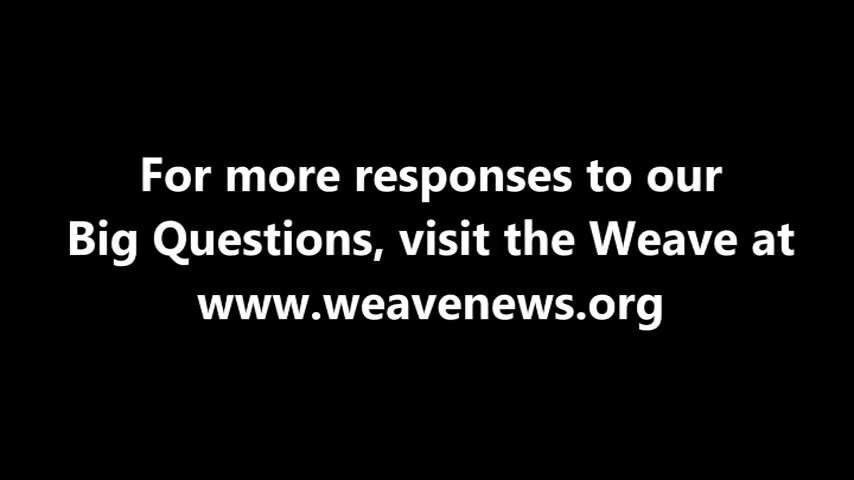 For more responses to our
Big Questions, visit the Weave at
www.weavenews.org